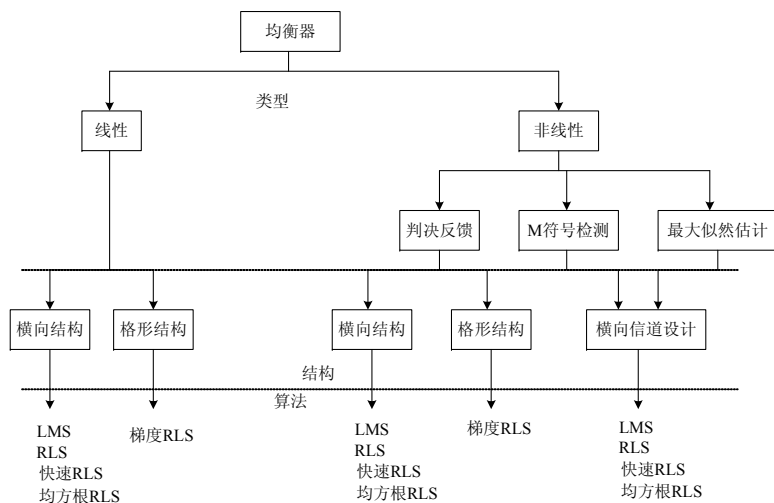 均衡器
类型
线性
非线性
判决反馈
M符号检测
最大似然估计
横向结构
格形结构
横向结构
格形结构
横向信道设计
结构
算法
LMS
RLS
快速RLS
均方根RLS
梯度RLS
LMS
RLS
快速RLS
均方根RLS
梯度RLS
LMS
RLS
快速RLS
均方根RLS